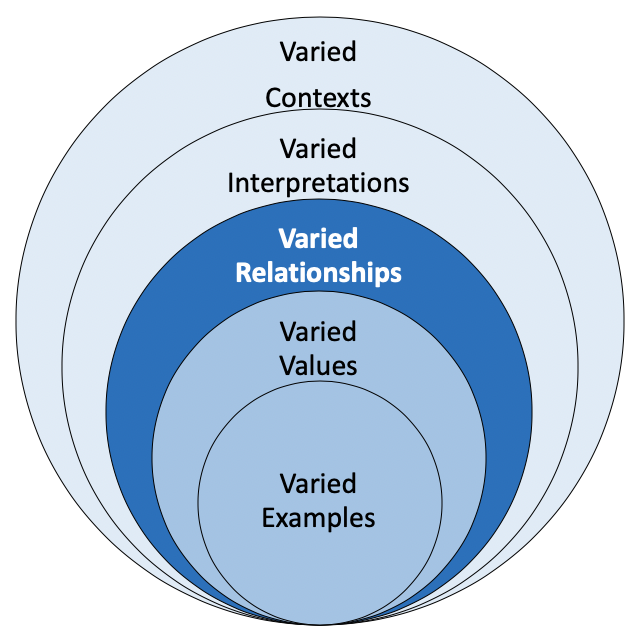 Varied
Contexts
Varied
Interpretations
Varied
Relationships
Varied
Values
Varied
Examples